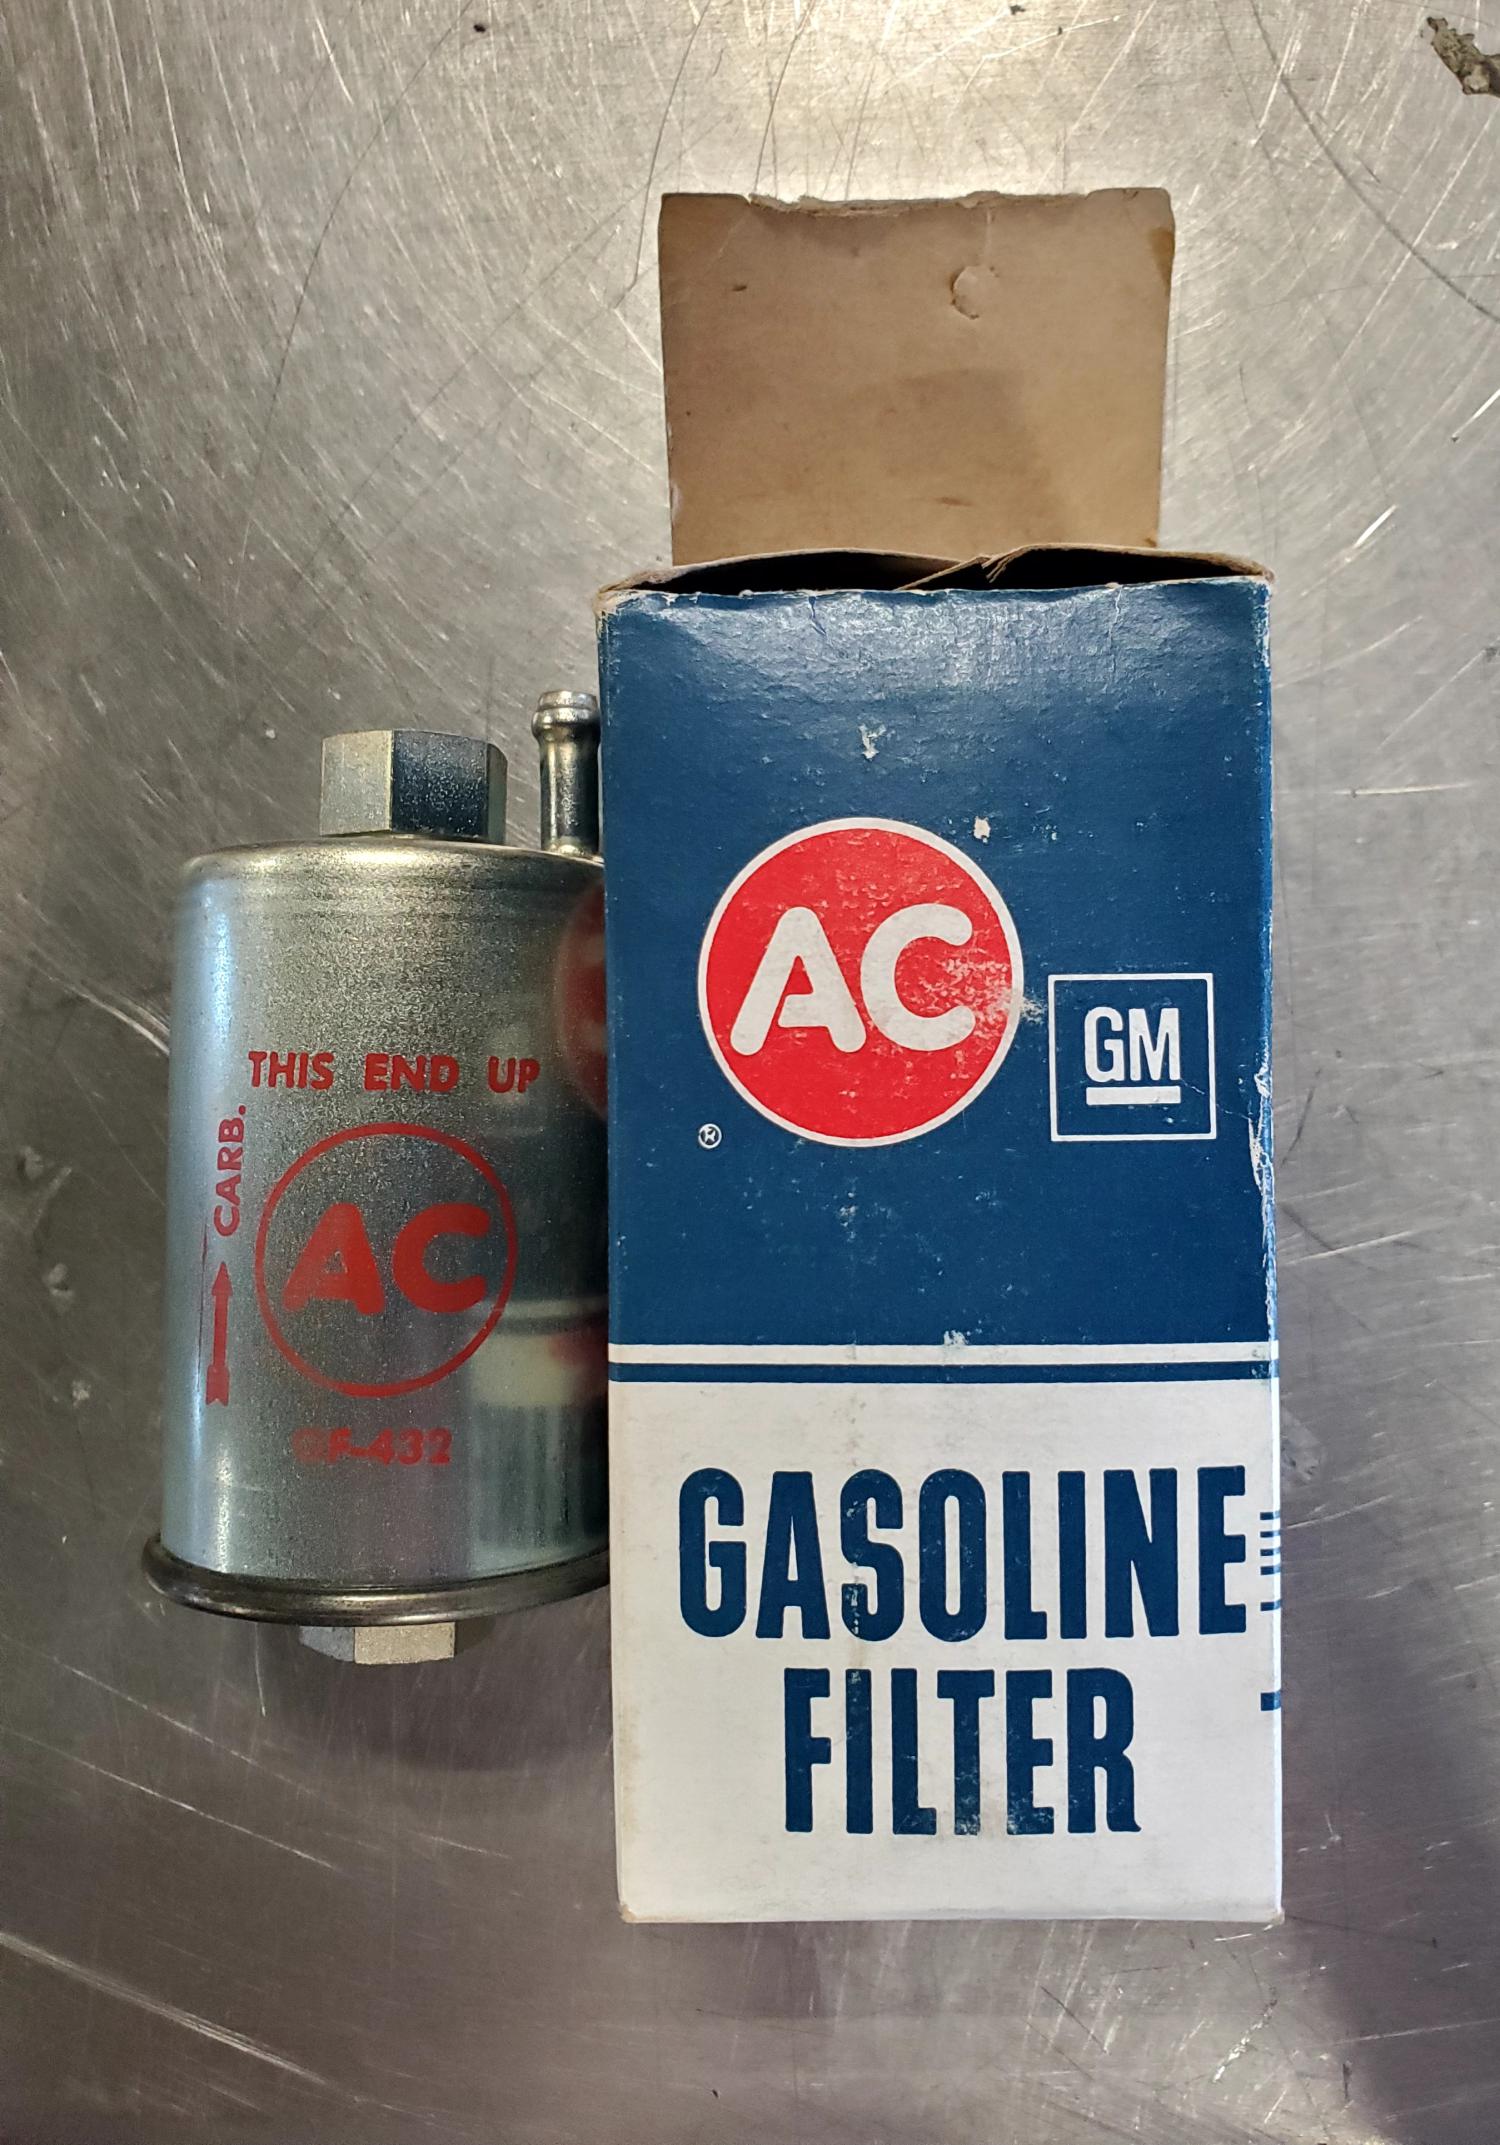 THIS END UP
CARB.
AC
GF-432
AC
GM
®
GASOLINE
FILTER